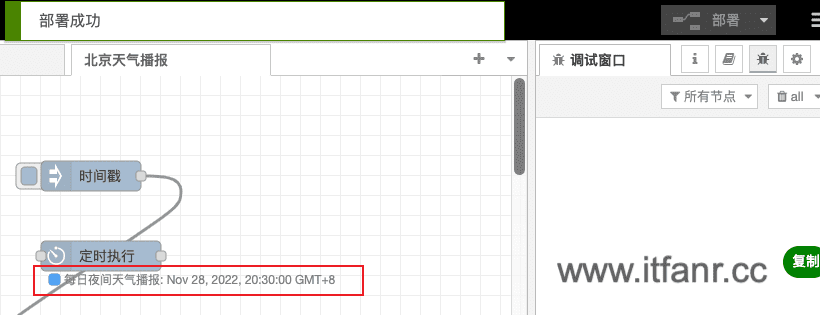 部署成功
部署
北京天气播报
调试窗口
所有节点
all
时间戳
定时执行
每日夜间天气播报: Nov 28, 2022, 20:30:00 GMT+8
www.itfanr.cc
复制